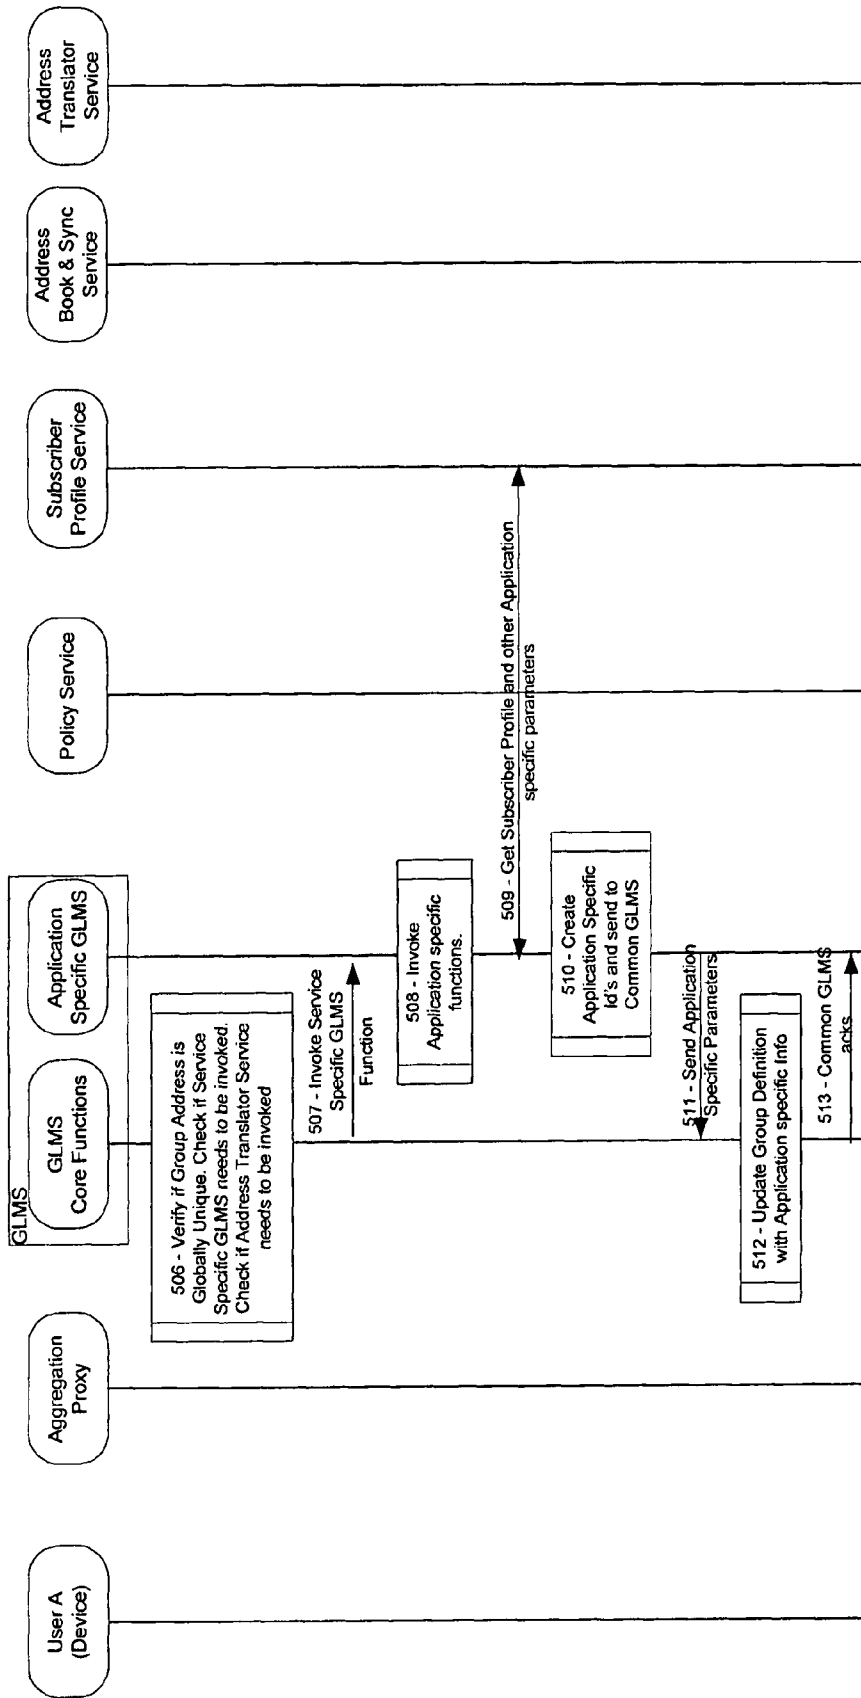 User A
(Device)
Aggregation
Proxy
GLMS
GLMS
Core Functions
Application
Specific GLMS
Policy Service
Subscriber
Profile Service
Address
Book & Sync
Service
Address
Translator
Service
506 - Verify if Group Address is
Globally Unique. Check if Service
Specific GLMS needs to be invoked.
Check if Address Translator Service
needs to be invoked
507 - Invoke Service
Specific GLMS
Function
508 - Invoke
Application specific
functions.
509 - Get Subscriber Profile and other Application
specific parameters
510 - Create
Application Specific
Id's and send to
Common GLMS
511 - Send Application
Specific Parameters
512 - Update Group Definition
with Application specific Info
513 - Common GLMS
acks